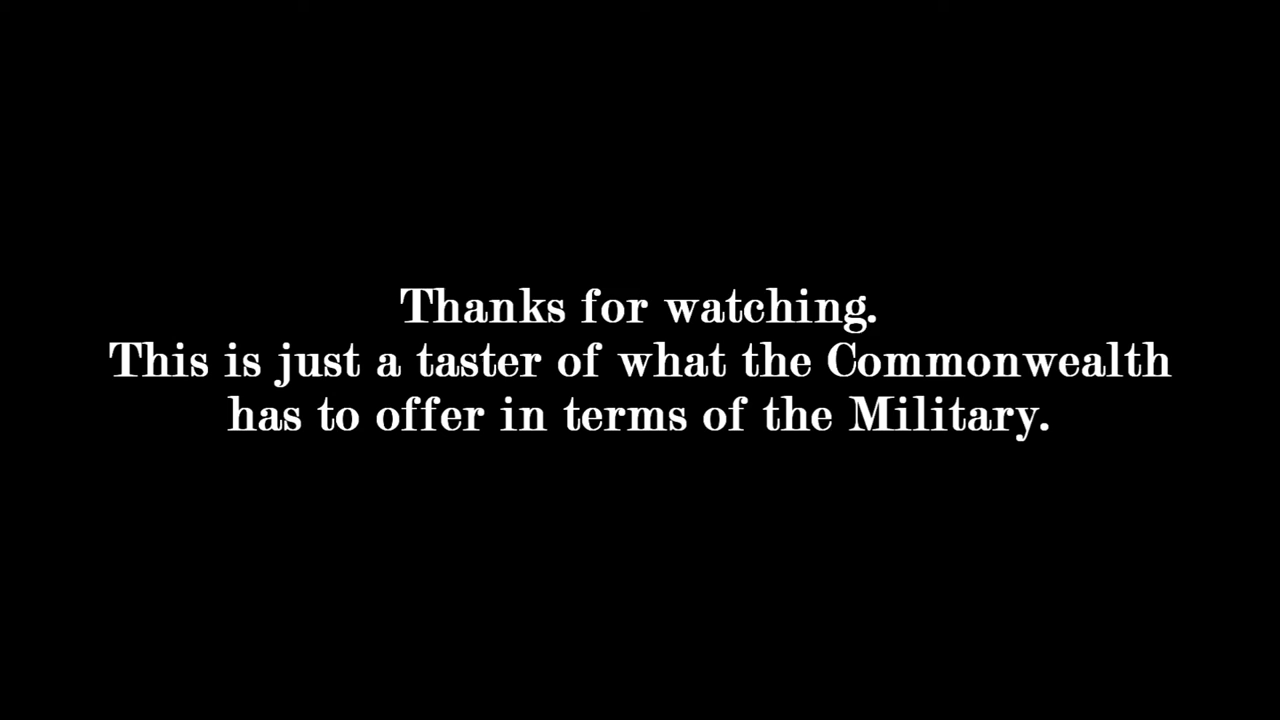 Thanks for watching.
This is just a taster of what the Commonwealth
has to offer in terms of the Military.